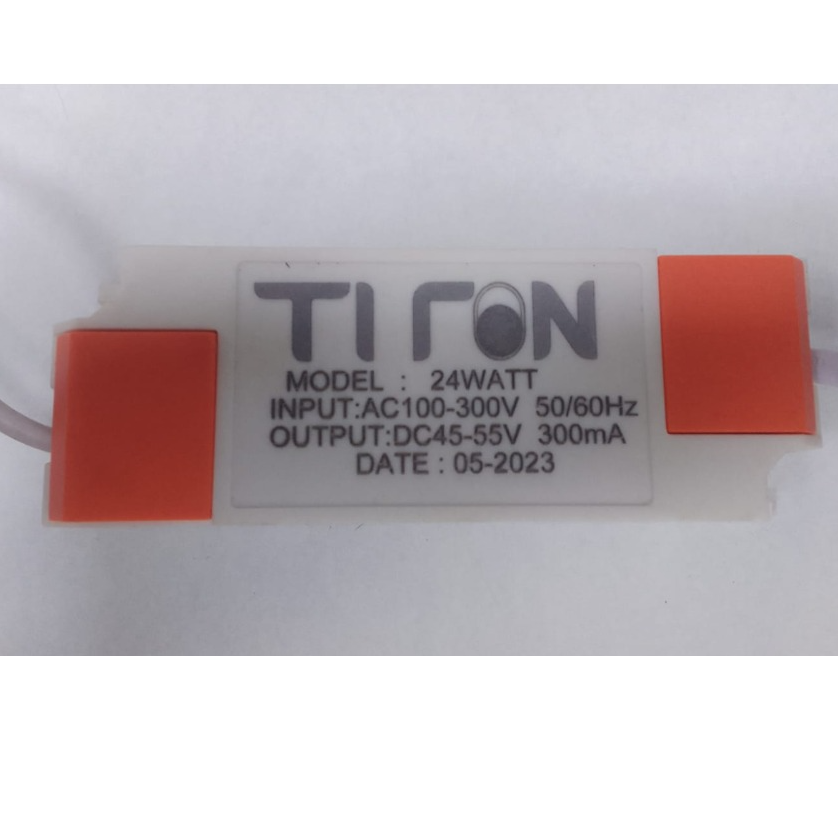 TIRON
MODEL : 24WATT
INPUT:AC100-300V 50/60Hz
OUTPUT:DC45-55V 300mA
DATE : 05-2023